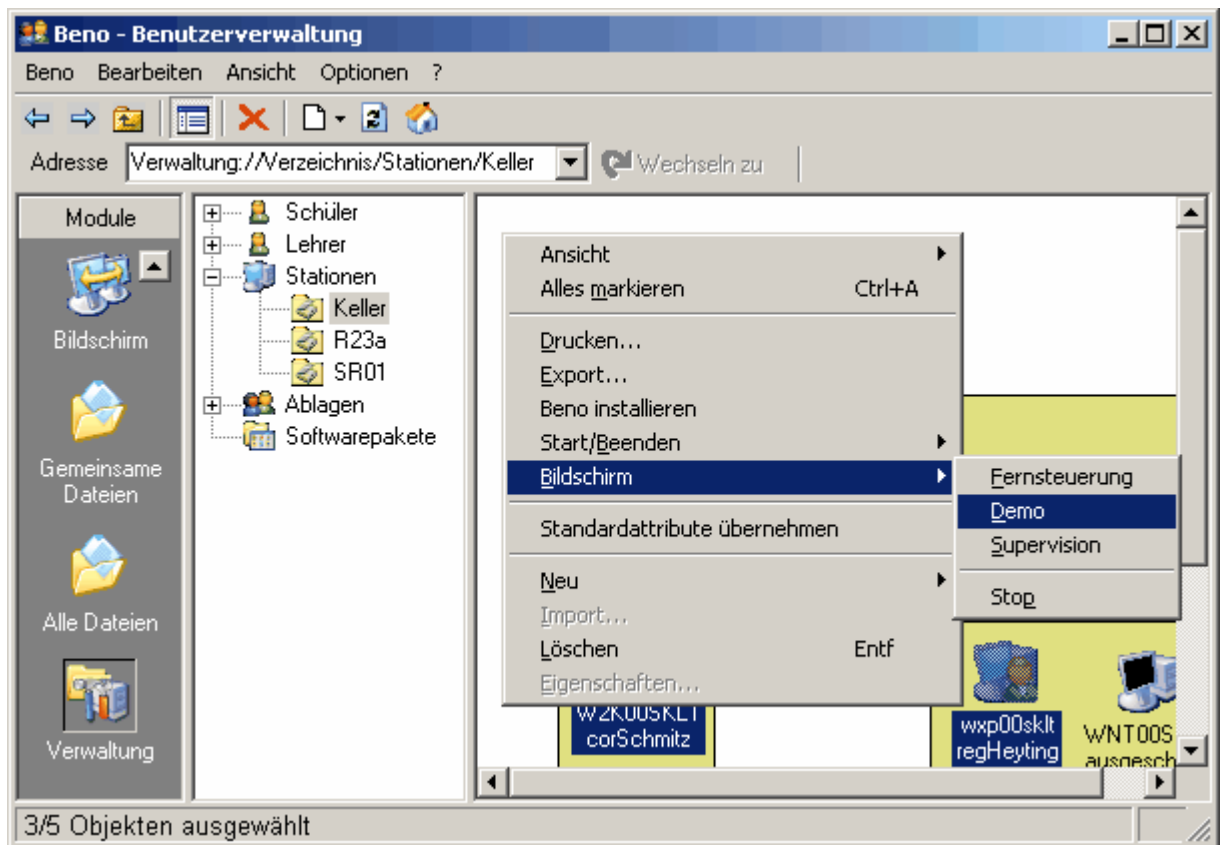 Beno - Benutzerverwaltung
Beno Bearbeiten Ansicht Optionen ?
Adresse Verwaltung://Verzeichnis/Stationen/Keller Wechseln zu
Module
Bildschirm
Gemeinsame
Dateien
Alle Dateien
Verwaltung
Schüler
Lehrer
Stationen
Keller
R23a
SR01
Ablagen
Softwarepakete
Ansicht
Alles markieren Ctrl+A
Drucken...
Export...
Beno installieren
Start/Beenden
Bildschirm
Standardattribute übernehmen
Neu
Import...
Löschen Entf
Eigenschaften...
Fernsteuerung
Demo
Supervision
Stop
corSchmitz
wxp00sklt
regHeyting
WNT00S
ausgesch
3/5 Objekten ausgewählt